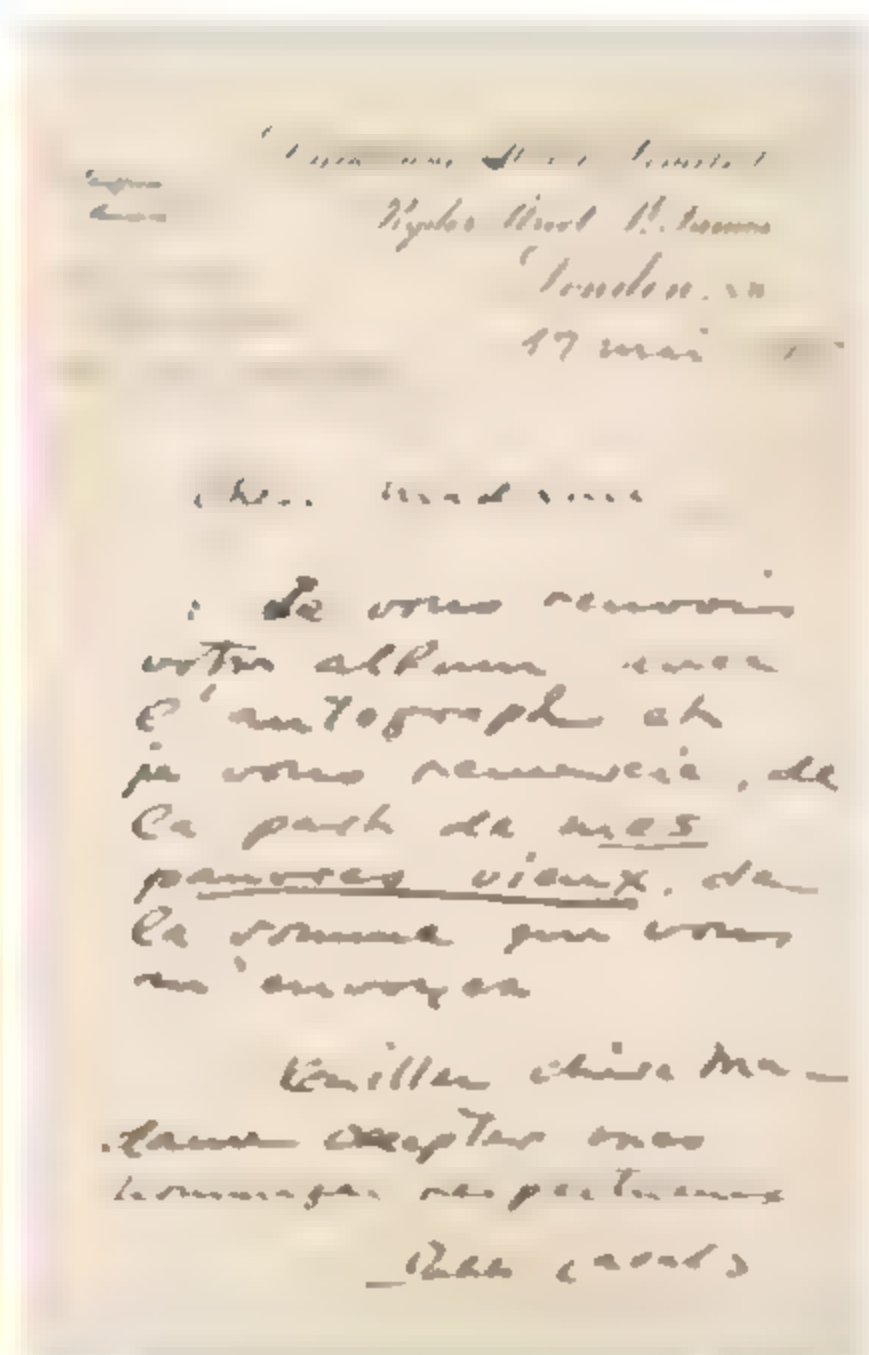 London.
17 mai
Madame
Je vous renvoie
votre album avec
l'autographe et
je vous remercie, de
la part de mes
pauvres vieux, de
la somme que vous
m'envoyez
Veuillez chère Ma-
dame accepter mes
hommages respectueux